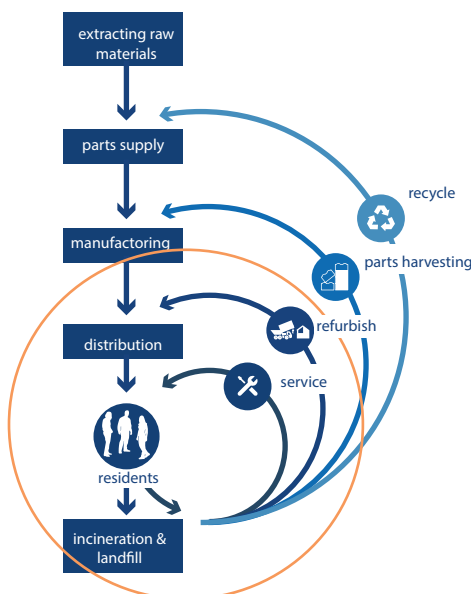 extracting raw
materials
parts supply
recycle
manufactoring
parts harvesting
refurbish
distribution
service
residents
incineration &
landfill